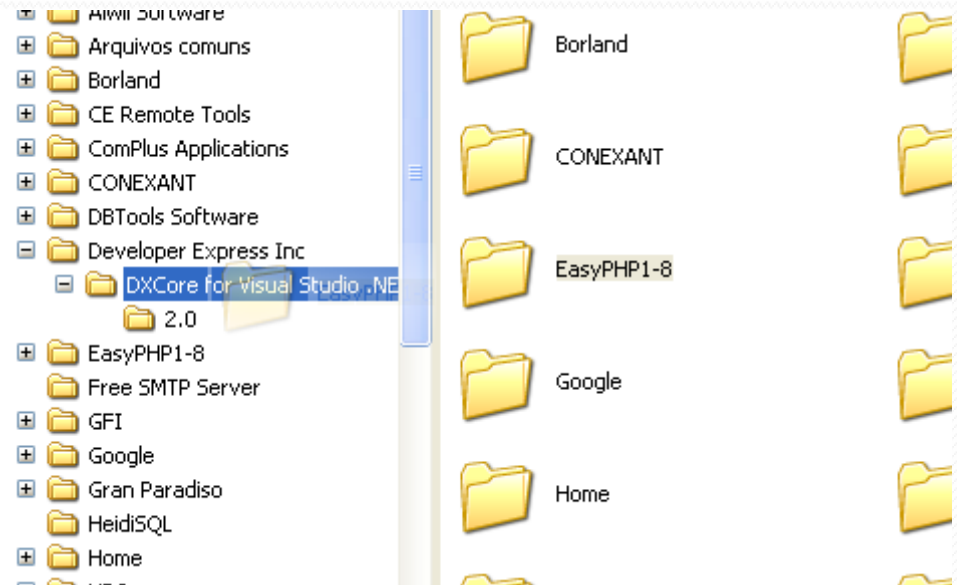 Alwil Software
Arquivos comuns
Borland
CE Remote Tools
ComPlus Applications
CONEXANT
DBTools Software
Developer Express Inc
DXCore for Visual Studio .NE
2.0
EasyPHP1-8
Free SMTP Server
GFI
Google
Gran Paradiso
HeidiSQL
Home
Borland
CONEXANT
EasyPHP1-8
Google
Home